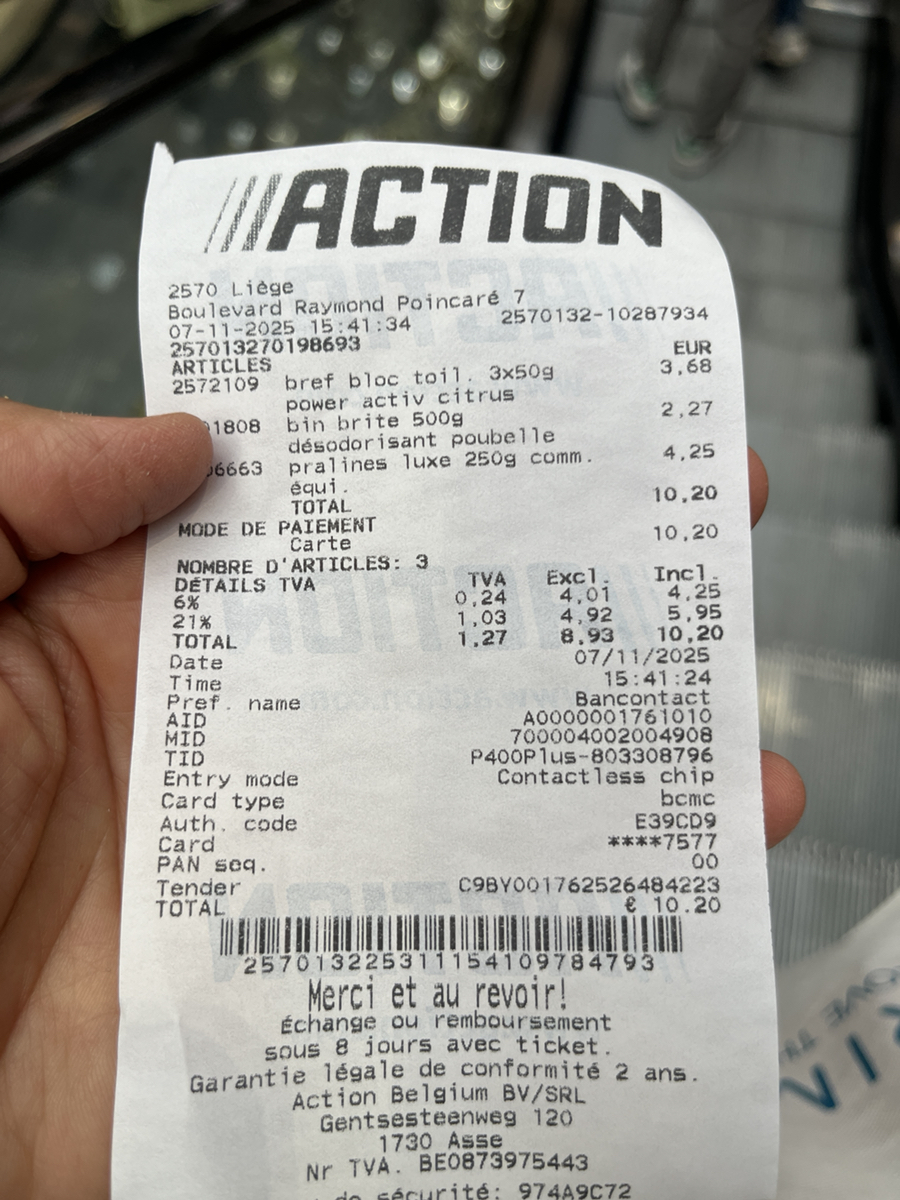 ///ACTION
2570 Liège
Boulevard Raymond Poincaré 7
07-11-2025 15:41:34 2570132-10287934
257013270198693
ARTICLES EUR
2572109 bref bloc toil. 3x50g 3,68
power activ citrus
1808 bin brite 500g 2,27
désodorisant poubelle
6663 pralines luxe 250g comm. 4,25
équi.
TOTAL 10,20
MODE DE PAIEMENT
Carte 10,20
NOMBRE D'ARTICLES: 3
DÉTAILS TVA TVA Excl. Incl.
6% 0,24 4,01 4,25
21% 1,03 4,92 5,95
TOTAL 1,27 8,93 10,20
Date 07/11/2025
Time 15:41:24
Pref. name Bancontact
AID A0000001761010
MID 700004002004908
TID P400Plus-803308796
Entry mode Contactless chip
Card type bcmc
Auth. code E39CD9
Card ****7577
PAN seq. 00
Tender C9BY001762526484223
TOTAL € 10.20
257013225311154109784793
Merci et au revoir!
Échange ou remboursement
sous 8 jours avec ticket.
Garantie légale de conformité 2 ans.
Action Belgium BV/SRL
Gentsesteenweg 120
1730 Asse
Nr TVA. BE0873975443
de sécurité: 974A9C72